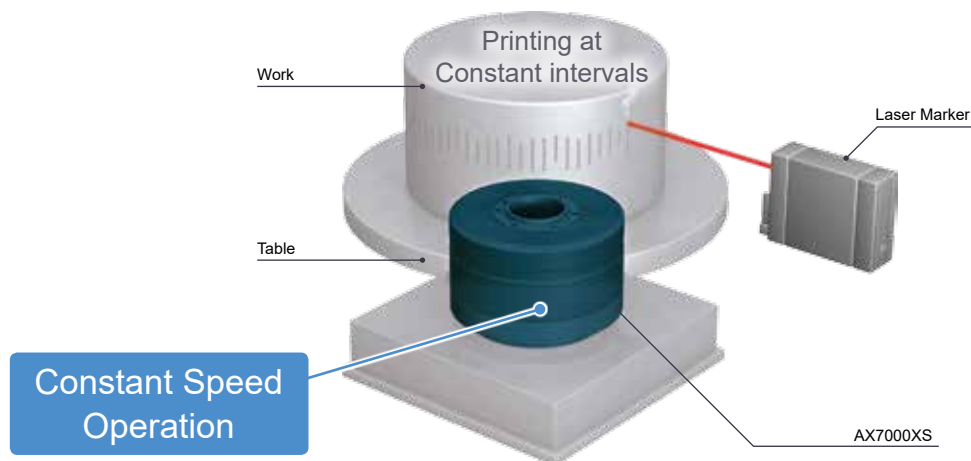 Printing at
Constant intervals
Work
Laser Marker
Table
Constant Speed
Operation
AX7000XS